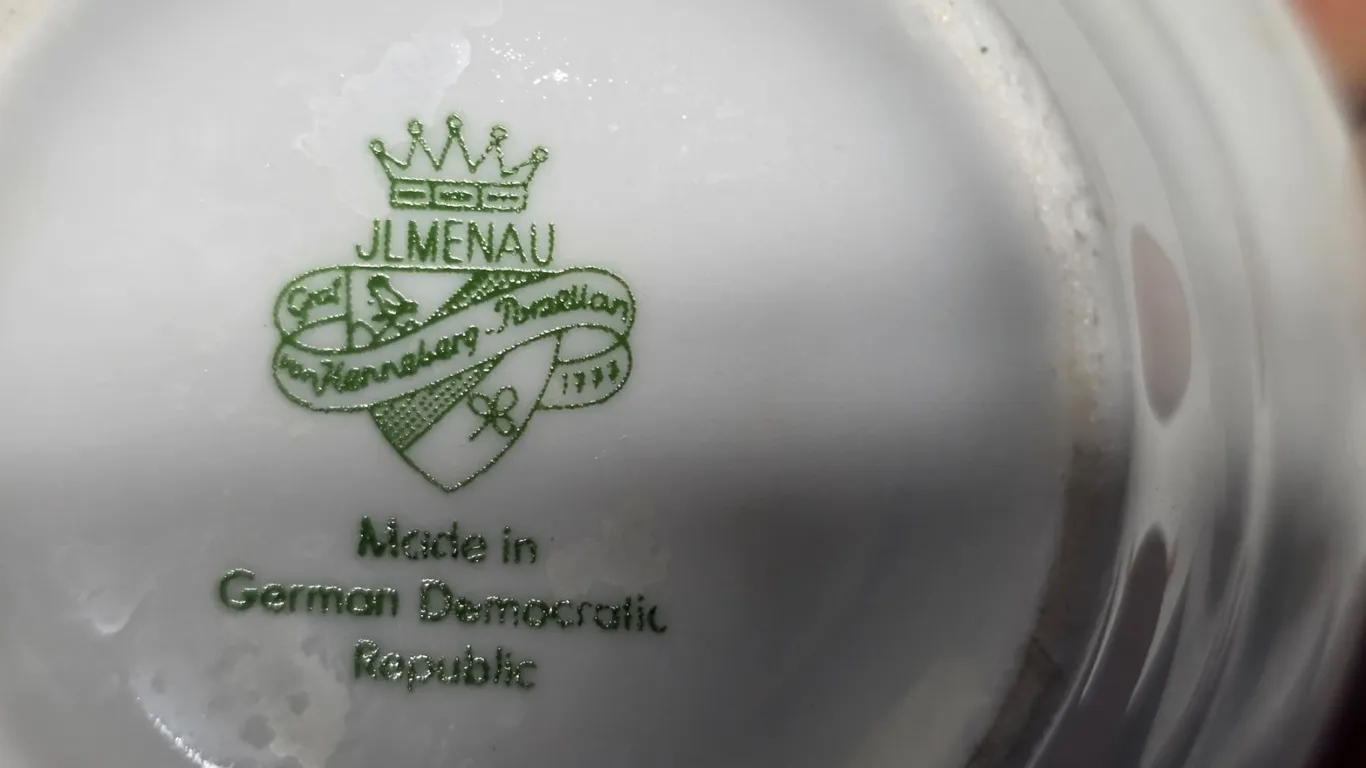 JLMENAU
Graf
von Henneberg Porzellan
1777
Made in
German Democratic
Republic